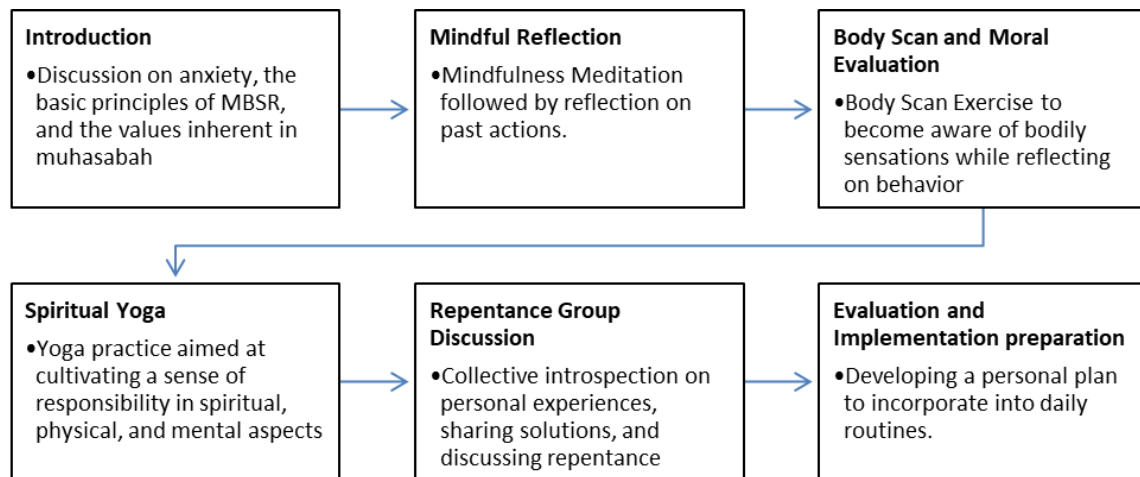 Introduction
•Discussion on anxiety, the
basic principles of MBSR,
and the values inherent in
muhasabah
Mindful Reflection
•Mindfulness Meditation
followed by reflection on
past actions.
Body Scan and Moral
Evaluation
•Body Scan Exercise to
become aware of bodily
sensations while reflecting
on behavior
Spiritual Yoga
•Yoga practice aimed at
cultivating a sense of
responsibility in spiritual,
physical, and mental aspects
Repentance Group
Discussion
•Collective introspection on
personal experiences,
sharing solutions, and
discussing repentance
Evaluation and
Implementation preparation
•Developing a personal plan
to incorporate into daily
routines.